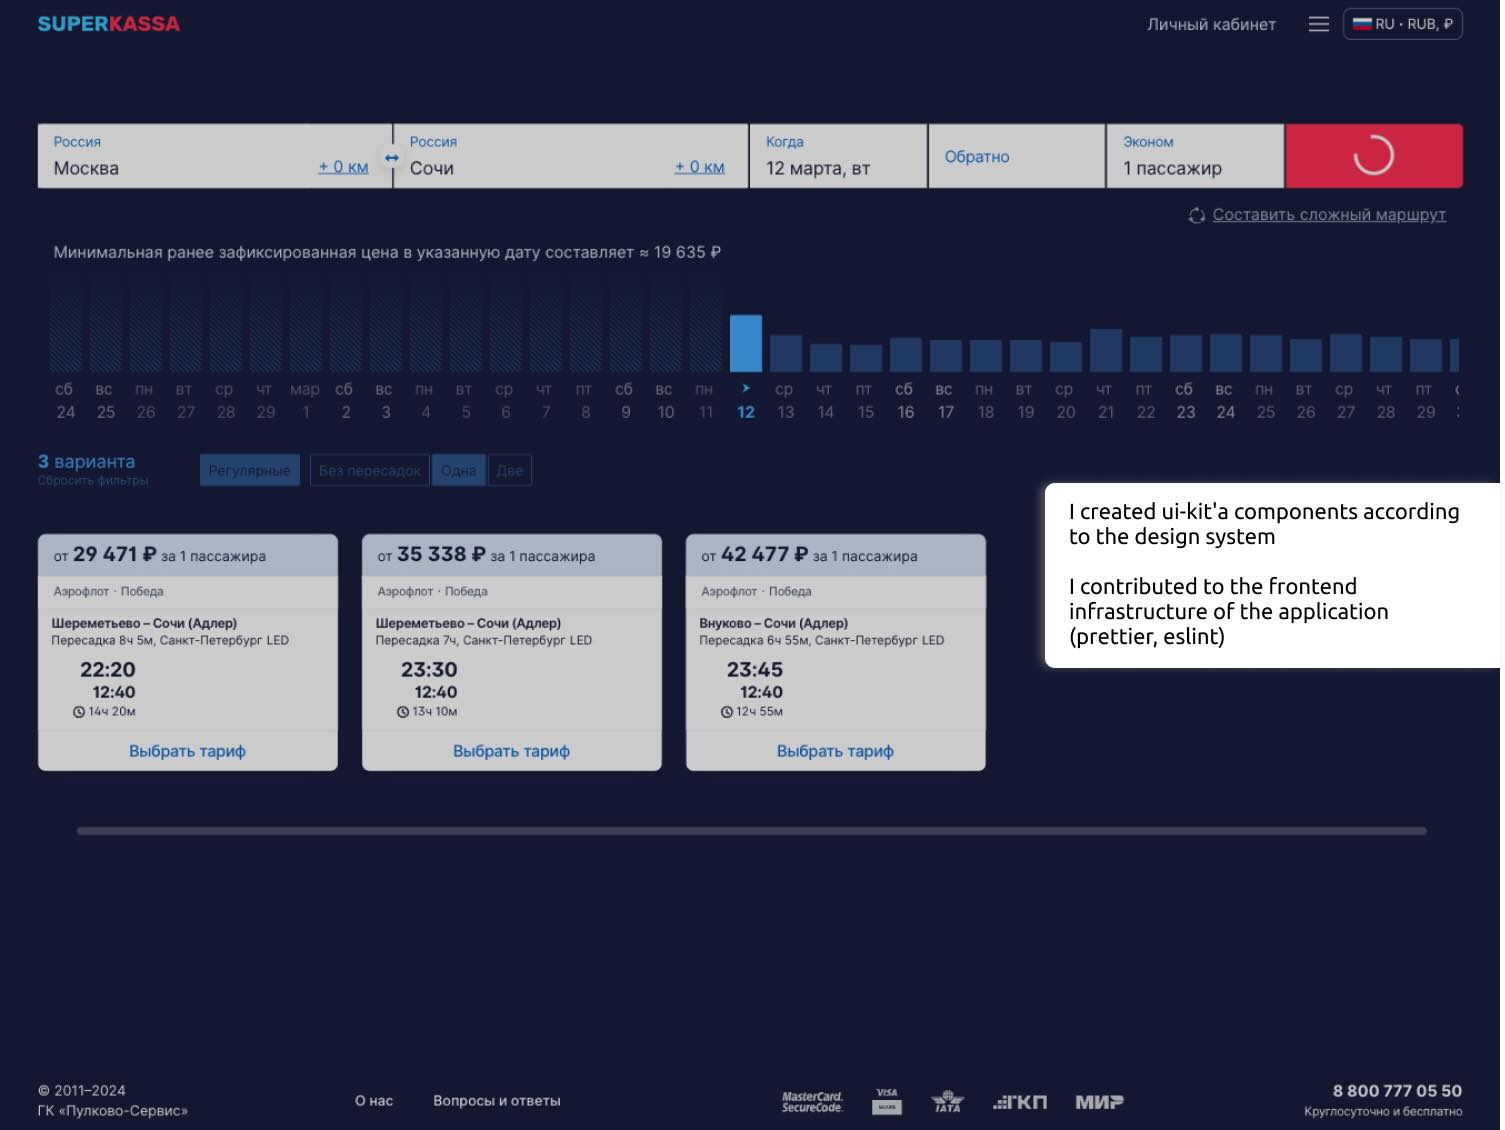 SUPERKASSA
Личный кабинет
RU · RUB, ₽
Россия
Москва
+ 0 км
Россия
Сочи
+ 0 км
Когда
12 марта, вт
Обратно
Эконом
1 пассажир
Составить сложный маршрут
Минимальная ранее зафиксированная цена в указанную дату составляет ≈ 19 635 ₽
сб вс пн вт ср чт мар сб вс пн вт ср чт пт сб вс пн ср чт пт сб вс пн вт ср чт пт сб вс пн вт ср чт пт
24 25 26 27 28 29 1 2 3 4 5 6 7 8 9 10 11 12 13 14 15 16 17 18 19 20 21 22 23 24 25 26 27 28 29
3 варианта
Сбросить фильтры
Регулярные
Без пересадок
Одна
Две
I created ui-kit'a components according
to the design system
I contributed to the frontend
infrastructure of the application
(prettier, eslint)
от 29 471 ₽ за 1 пассажира
Аэрофлот · Победа
Шереметьево – Сочи (Адлер)
Пересадка 8ч 5м, Санкт-Петербург LED
22:20
12:40
14ч 20м
Выбрать тариф
от 35 338 ₽ за 1 пассажира
Аэрофлот · Победа
Шереметьево – Сочи (Адлер)
Пересадка 7ч, Санкт-Петербург LED
23:30
12:40
13ч 10м
Выбрать тариф
от 42 477 ₽ за 1 пассажира
Аэрофлот · Победа
Внуково – Сочи (Адлер)
Пересадка 6ч 55м, Санкт-Петербург LED
23:45
12:40
12ч 55м
Выбрать тариф
© 2011–2024
ГК «Пулково-Сервис»
О нас
Вопросы и ответы
MasterCard.
SecureCode.
VISA
IATA
ГКП
МИР
8 800 777 05 50
Круглосуточно и бесплатно